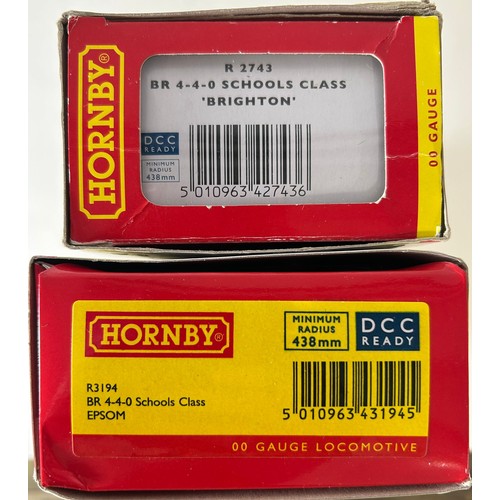 HORNBY®
R 2743
BR 4-4-0 SCHOOLS CLASS
'BRIGHTON'
DCC
READY
MINIMUM
RADIUS
438mm
5 010963 427436
00 GAUGE
HORNBY®
MINIMUM
RADIUS
438mm
DCC
READY
R3194
BR 4-4-0 Schools Class
EPSOM
5 010963 431945
00 GAUGE LOCOMOTIVE